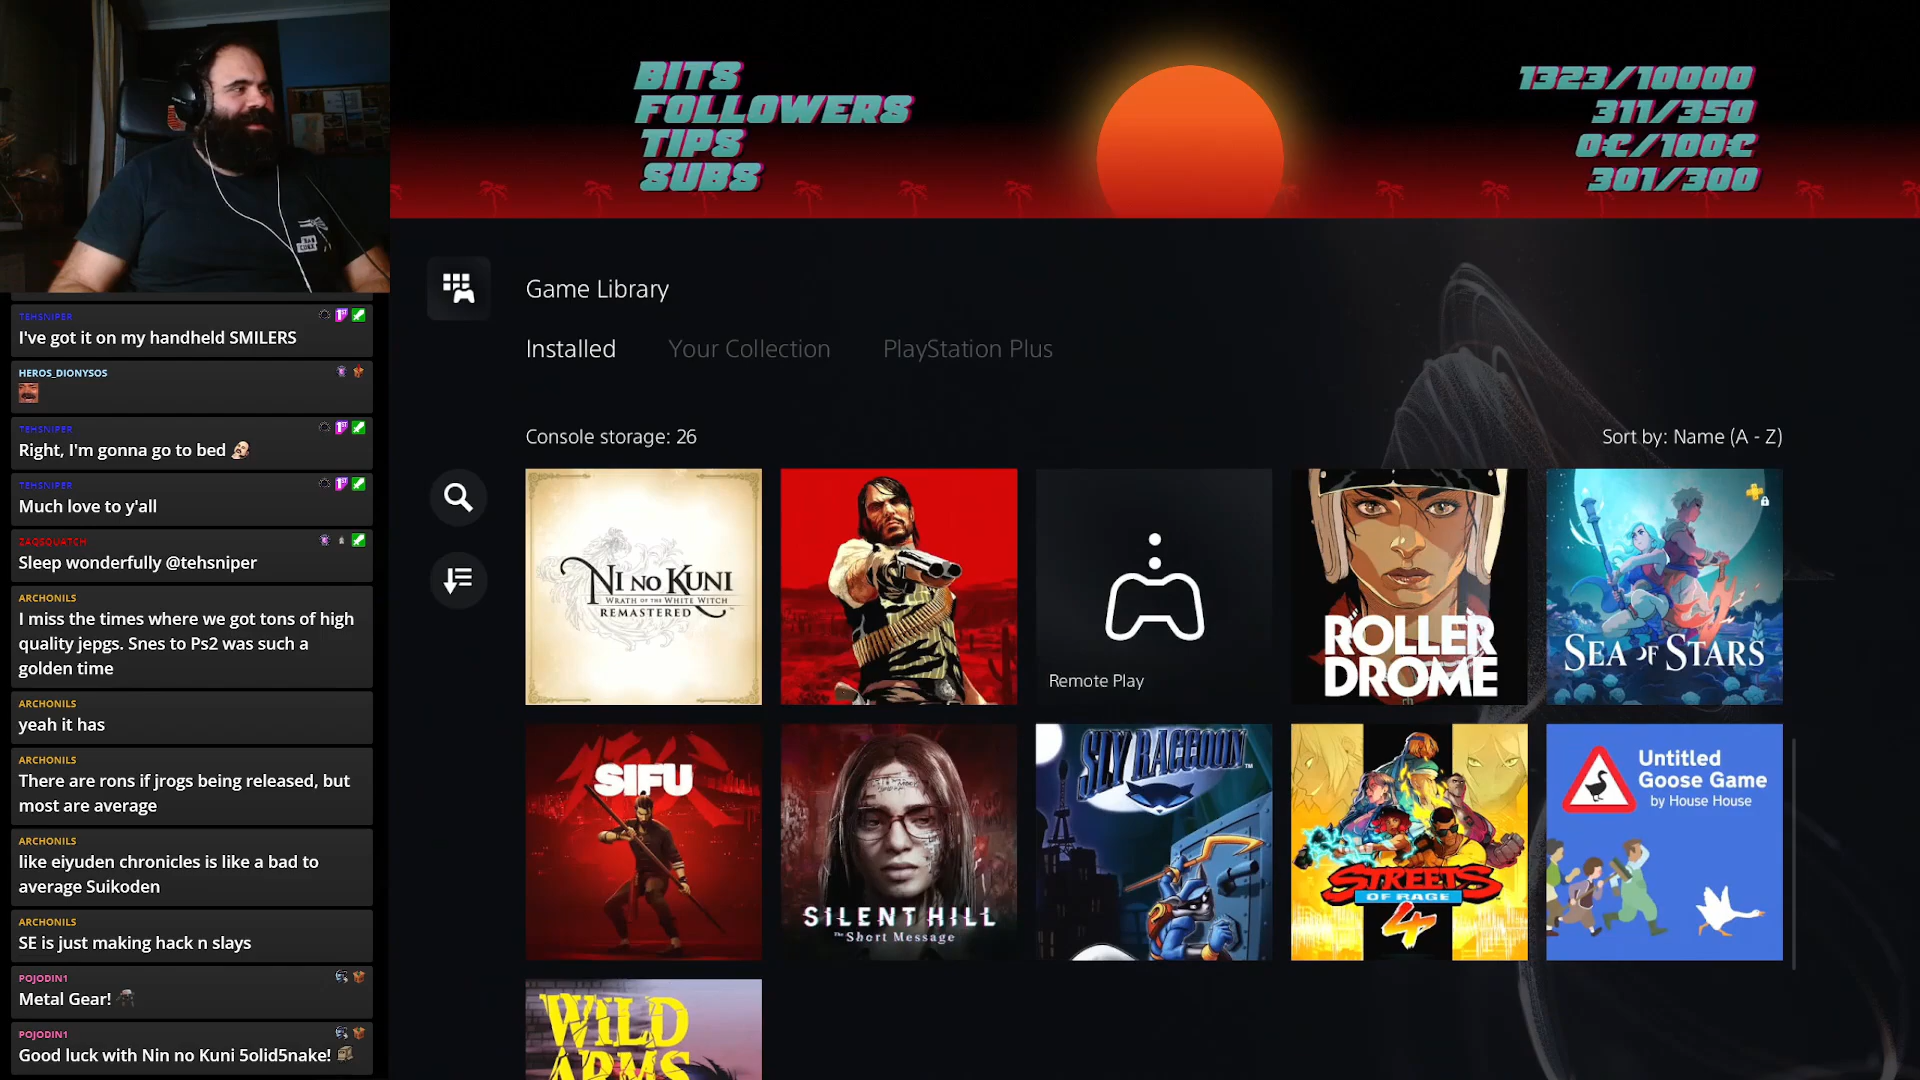 BITS
FOLLOWERS
TIPS
SUBS
1323/10000
311/350
0€/100€
301/300
TEHSNIPER
I've got it on my handheld SMILERS
HEROS_DIONYSOS
TEHSNIPER
Right, I'm gonna go to bed
TEHSNIPER
Much love to y'all
ZAQSQUATCH
Sleep wonderfully @tehsniper
ARCHONILS
I miss the times where we got tons of high
quality jepgs. Snes to Ps2 was such a
golden time
ARCHONILS
yeah it has
ARCHONILS
There are rons if jrogs being released, but
most are average
ARCHONILS
like eiyuden chronicles is like a bad to
average Suikoden
ARCHONILS
SE is just making hack n slays
POJODIN1
Metal Gear!
POJODIN1
Good luck with Nin no Kuni 5olid5nake!
Game Library
Installed
Your Collection
PlayStation Plus
Console storage: 26
Sort by: Name (A - Z)
NI NO KUNI
WRATH OF THE WHITE WITCH
REMASTERED
Remote Play
ROLLER
DROME
SEA OF STARS
SIFU
SILENT HILL
The Short Message
SLY RACCOON
STREETS
OF RAGE
4
Untitled
Goose Game
by House House
WILD
ARMS